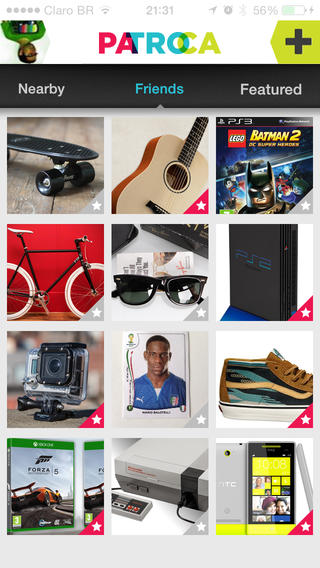 Claro BR 21:31 56%
PATROCA
Nearby Friends Featured
PS3
LEGO
BATMAN 2
DC SUPER HEROES
MARIO BALOTELLI
XBOX ONE
FORZA 5
hTC